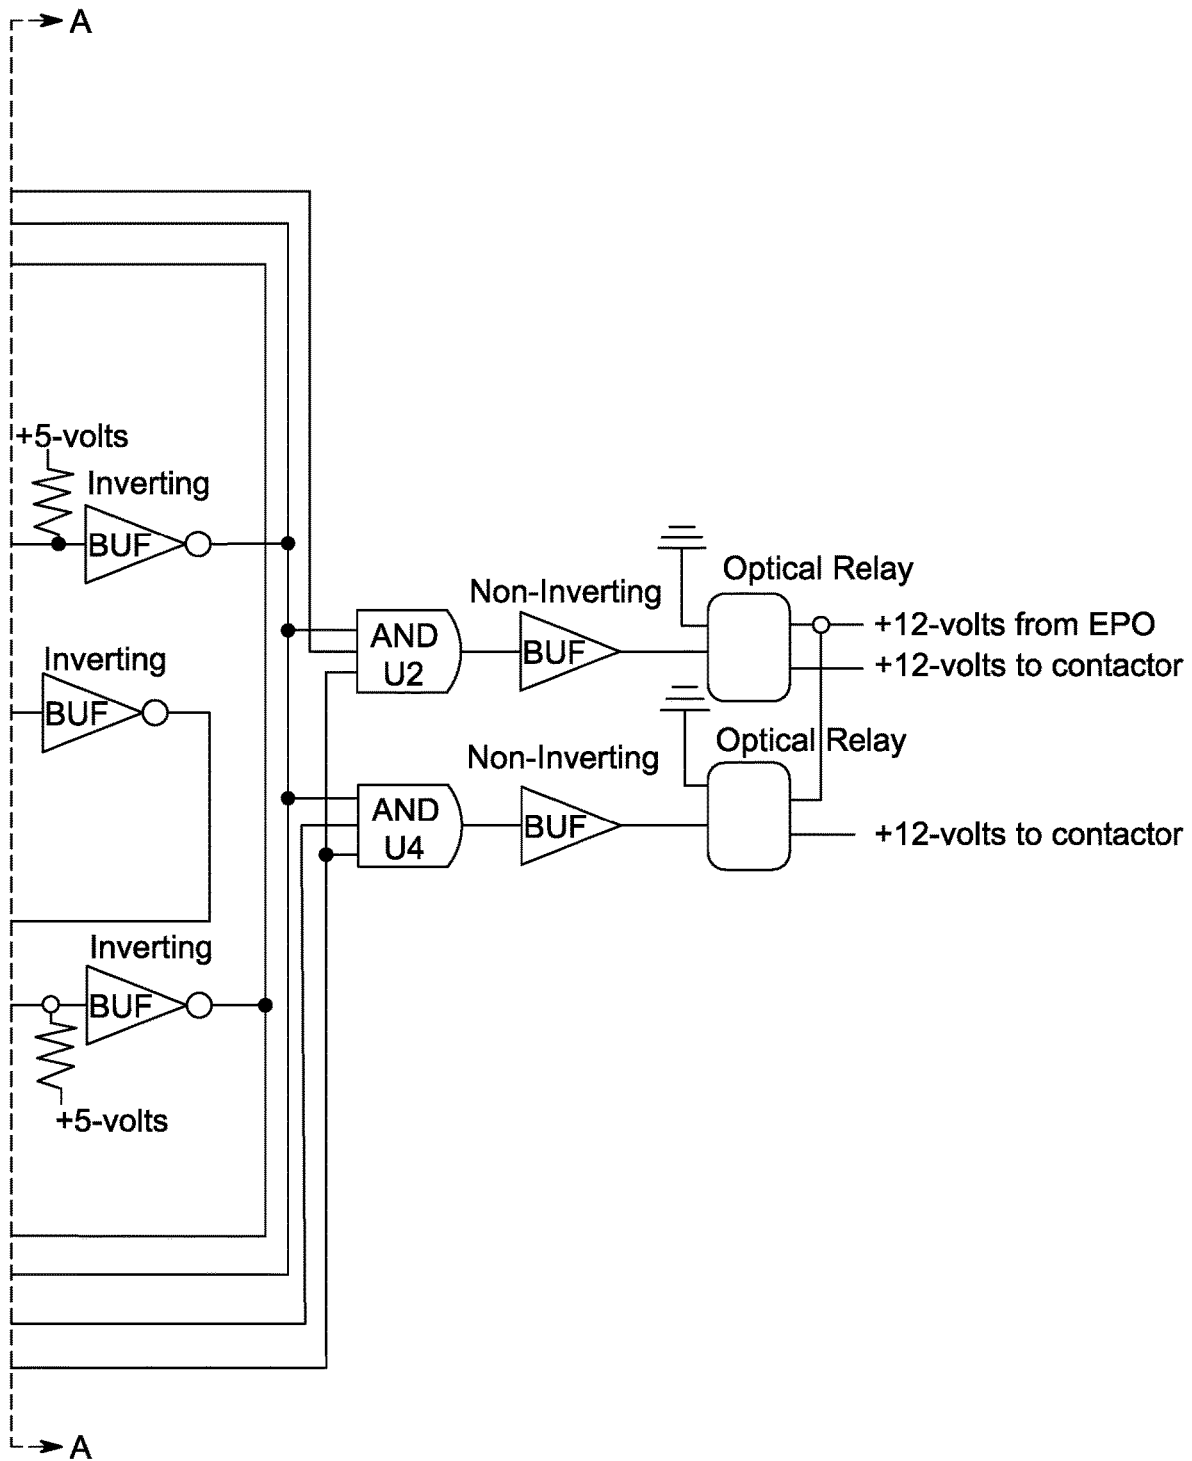 A
+5-volts
Inverting
BUF
Non-Inverting
Optical Relay
AND
U2
BUF
+12-volts from EPO
+12-volts to contactor
Inverting
BUF
Non-Inverting
Optical Relay
AND
U4
BUF
+12-volts to contactor
Inverting
BUF
+5-volts
A